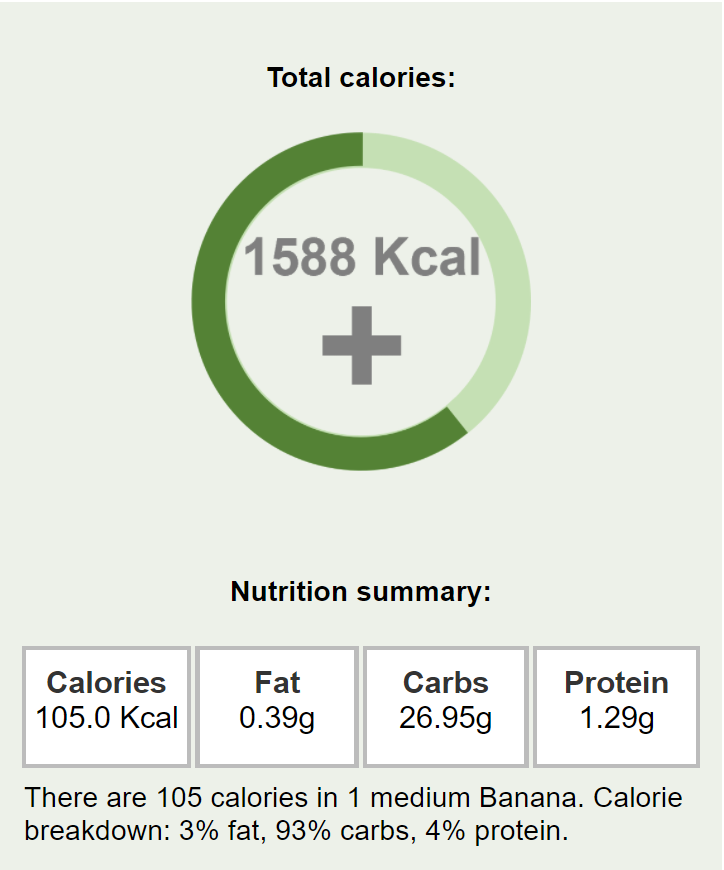 Total calories:
1588 Kcal
+
Nutrition summary:
Calories Fat Carbs Protein
105.0 Kcal 0.39g 26.95g 1.29g
There are 105 calories in 1 medium Banana. Calorie
breakdown: 3% fat, 93% carbs, 4% protein.